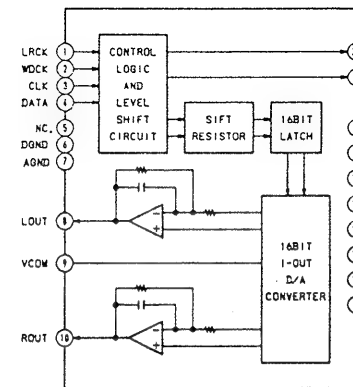 LRCK 1
WDCK 2
CLK 3
DATA 4
NC. 5
DGND 6
AGND 7
LOUT 8
VCOM 9
ROUT 10
CONTROL
LOGIC
AND
LEVEL
SHIFT
CIRCUIT
SIFT
RESISTOR
16BIT
LATCH
16BIT
I-OUT
D/A
CONVERTER
- +
- +